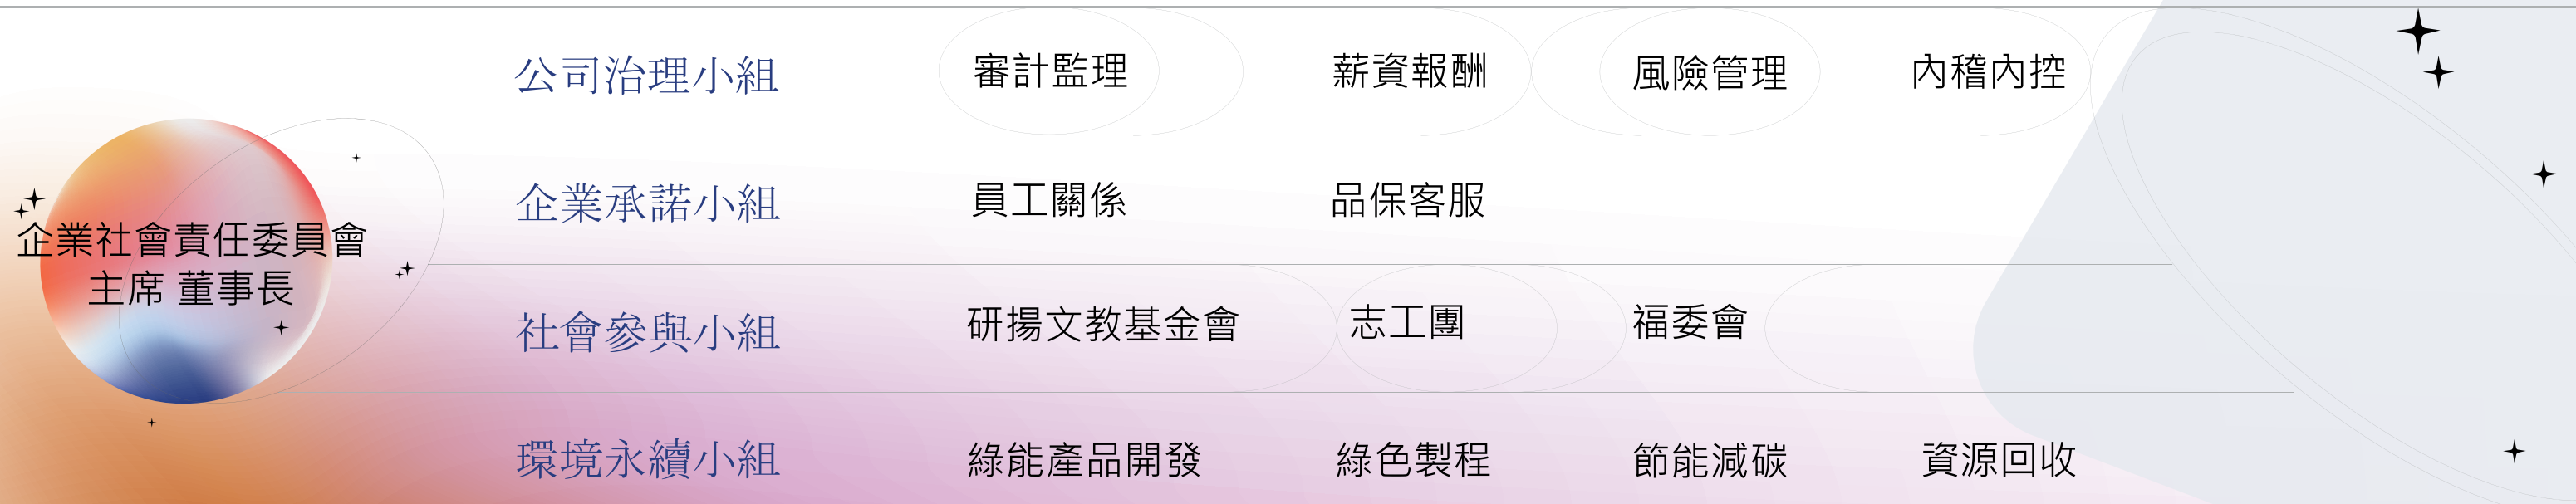 公司治理小組 審計監理 薪資報酬 風險管理 內稽內控
企業承諾小組 員工關係 品保客服
企業社會責任委員會
主席 董事長
社會參與小組 研揚文教基金會 志工團 福委會
環境永續小組 綠能產品開發 綠色製程 節能減碳 資源回收